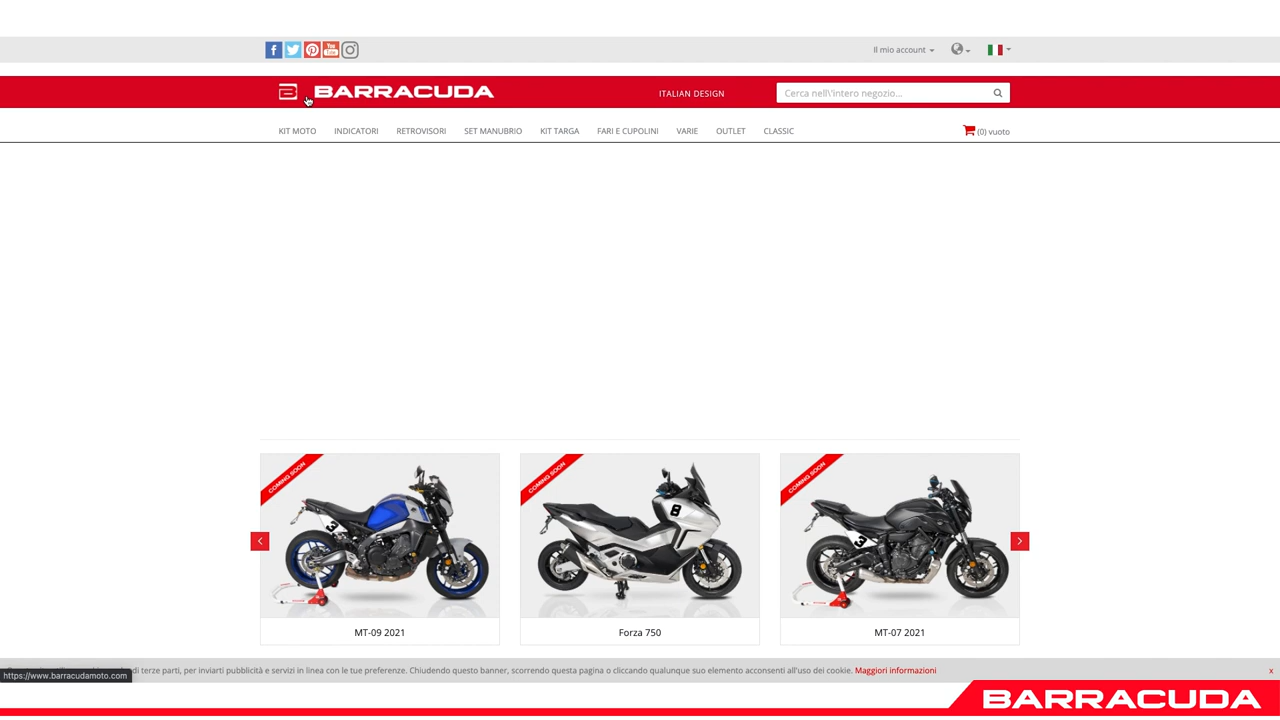 Il mio account
BARRACUDA
ITALIAN DESIGN
Cerca nell\'intero negozio...
KIT MOTO INDICATORI RETROVISORI SET MANUBRIO KIT TARGA FARI E CUPOLINI VARIE OUTLET CLASSIC
(0) vuoto
COMING SOON
COMING SOON
COMING SOON
MT-09 2021
Forza 750
MT-07 2021
di terze parti, per inviarti pubblicità e servizi in linea con le tue preferenze. Chiudendo questo banner, scorrendo questa pagina o cliccando qualunque suo elemento acconsenti all'uso dei cookie. Maggiori informazioni x
https://www.barracudamoto.com
BARRACUDA